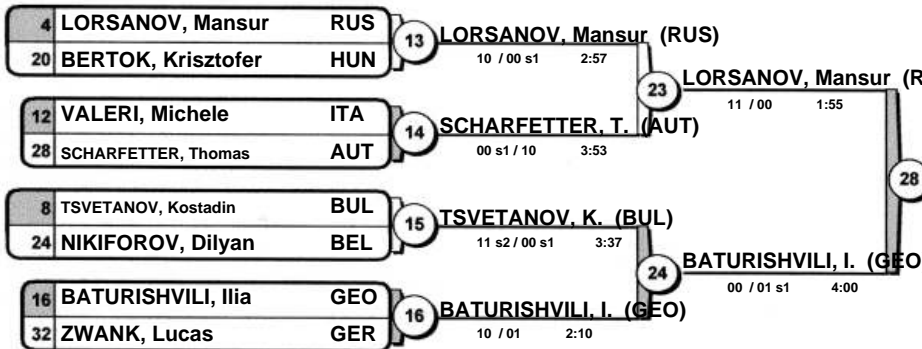 4 LORSANOV, Mansur RUS
20 BERTOK, Krisztofer HUN
13 LORSANOV, Mansur (RUS)
10 / 00 s1 2:57
12 VALERI, Michele ITA
28 SCHARFETTER, Thomas AUT
14 SCHARFETTER, T. (AUT)
00 s1 / 10 3:53
23 LORSANOV, Mansur (R
11 / 00 1:55
8 TSVETANOV, Kostadin BUL
24 NIKIFOROV, Dilyan BEL
15 TSVETANOV, K. (BUL)
11 s2 / 00 s1 3:37
16 BATURISHVILI, Ilia GEO
32 ZWANK, Lucas GER
16 BATURISHVILI, I. (GEO)
10 / 01 2:10
24 BATURISHVILI, I. (GEO
00 / 01 s1 4:00
28